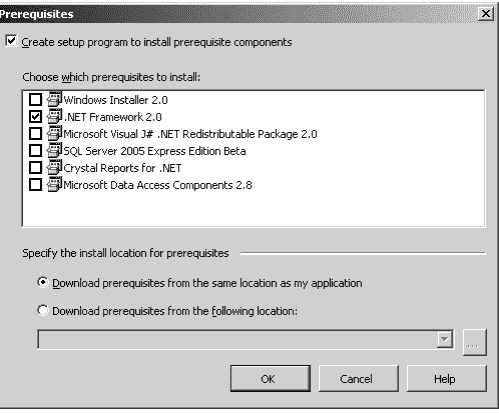 Prerequisites
Create setup program to install prerequisite components
Choose which prerequisites to install:
Windows Installer 2.0
.NET Framework 2.0
Microsoft Visual J# .NET Redistributable Package 2.0
SQL Server 2005 Express Edition Beta
Crystal Reports for .NET
Microsoft Data Access Components 2.8
Specify the install location for prerequisites
Download prerequisites from the same location as my application
Download prerequisites from the following location:
...
OK Cancel Help